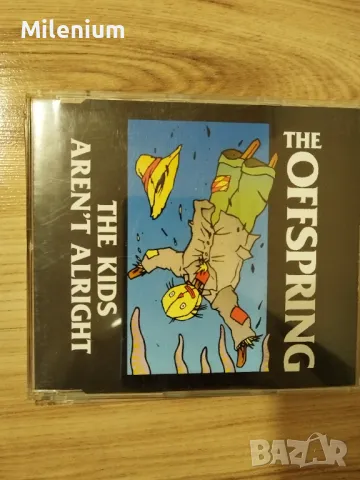 Milenium
THE OFFSPRING
THE KIDS
AREN'T ALRIGHT
BAZAR